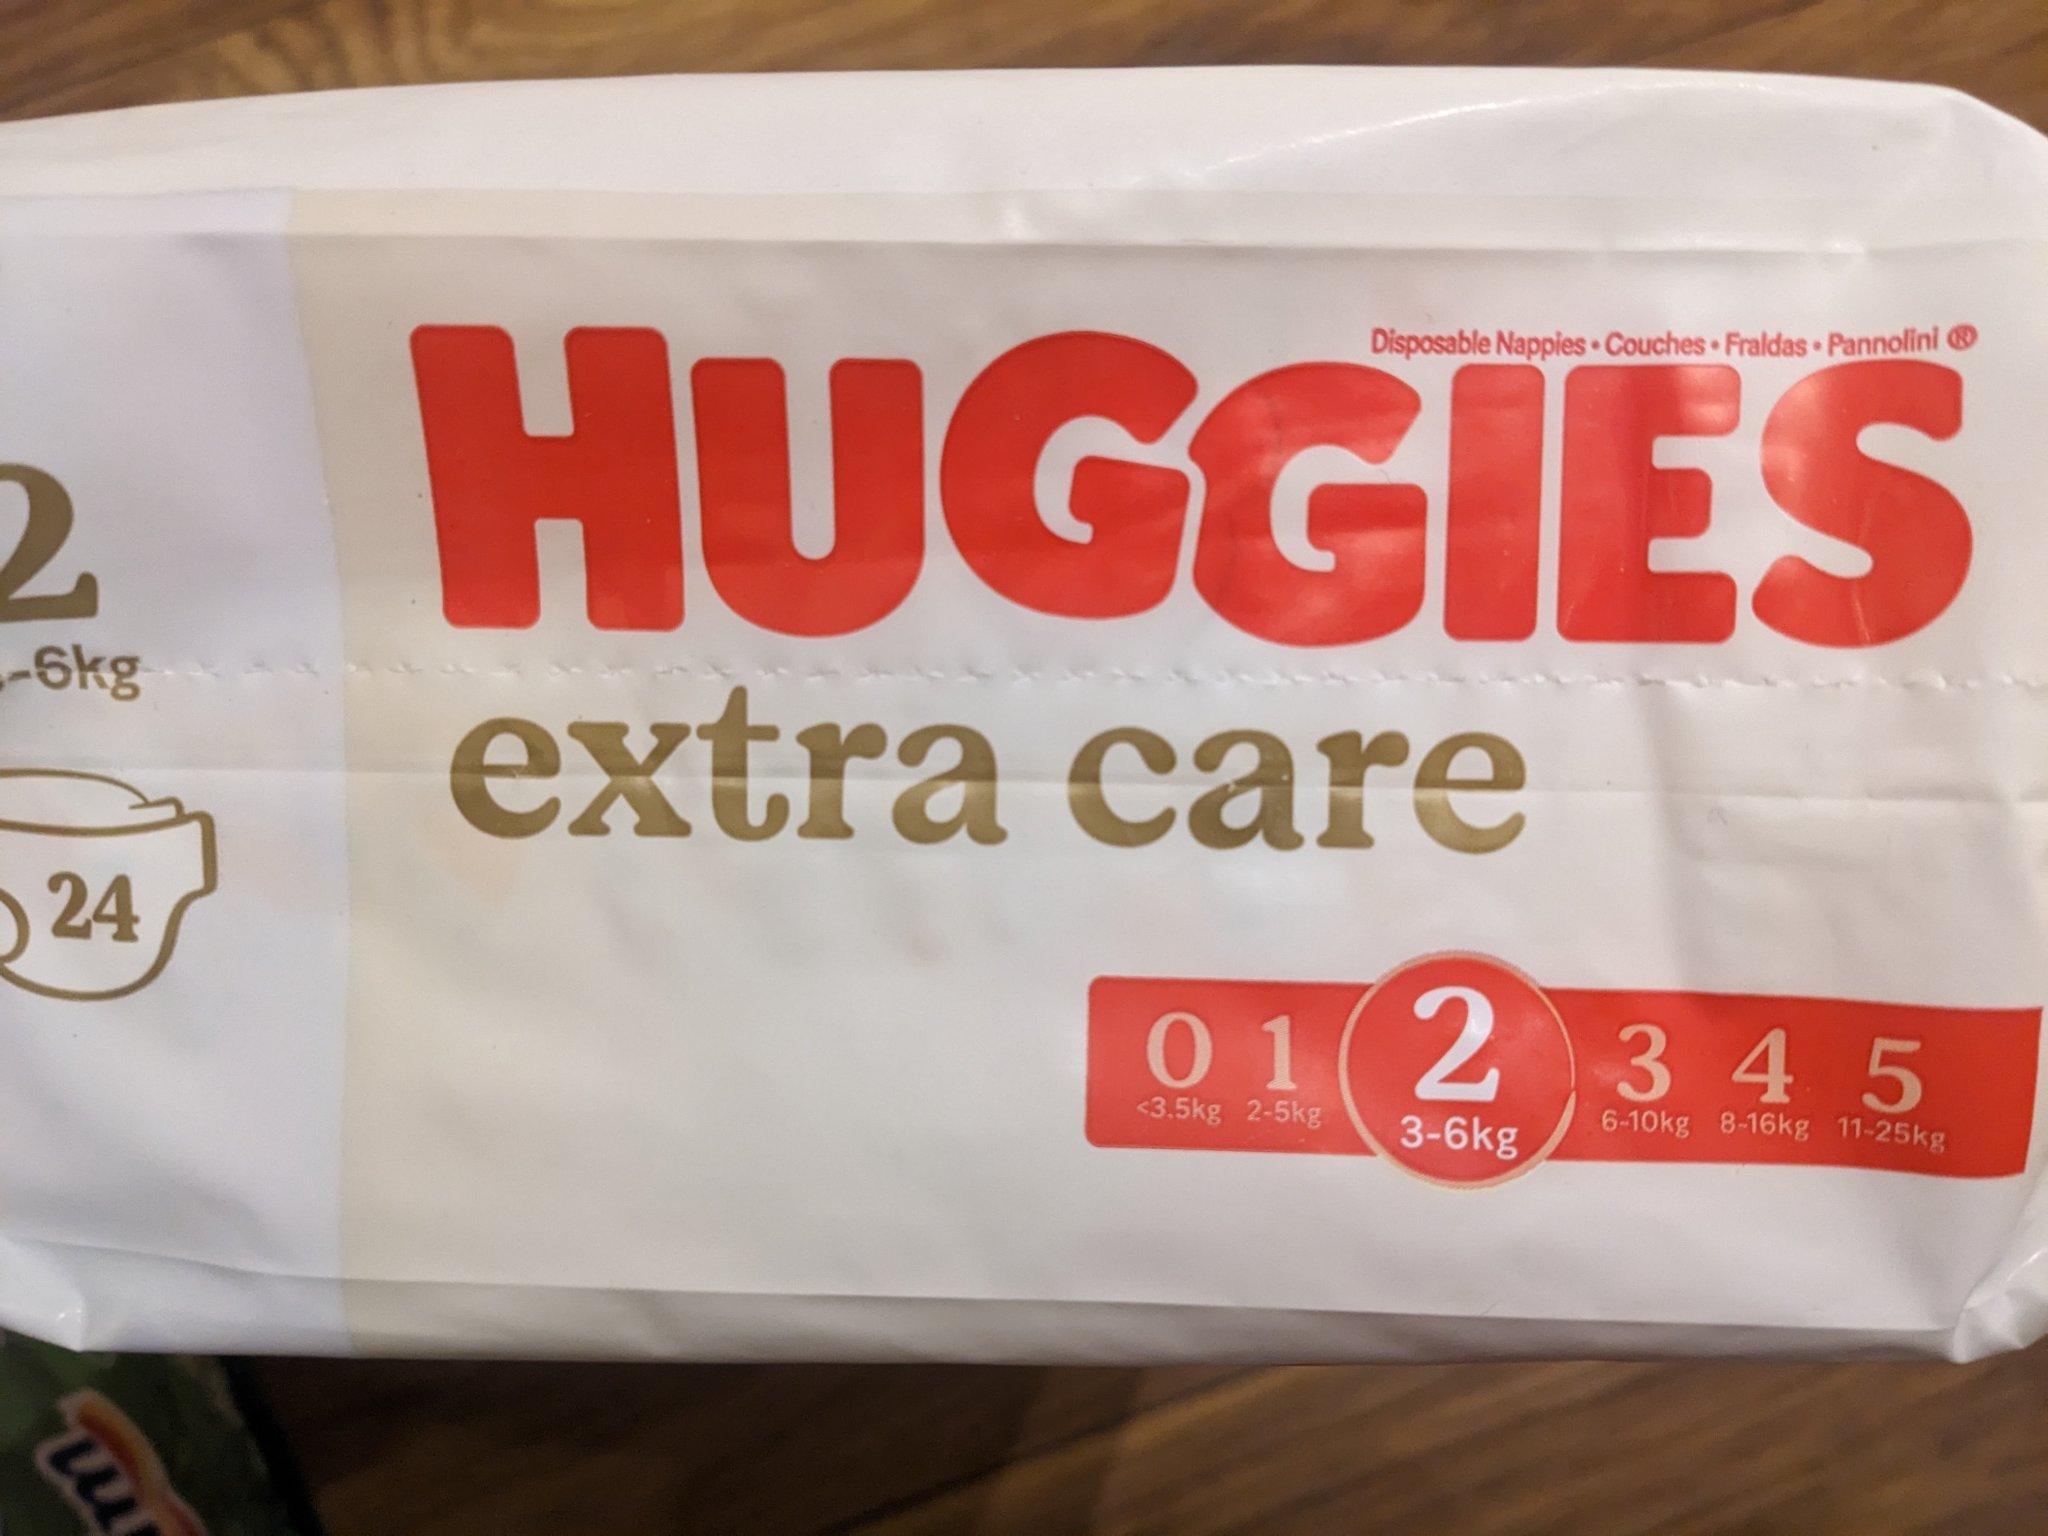 2
-6kg
24
Disposable Nappies • Couches • Fraldas • Pannolini ®
HUGGIES
extra care
0 1 2 3 4 5
<3.5kg 2-5kg 3-6kg 6-10kg 8-16kg 11-25kg